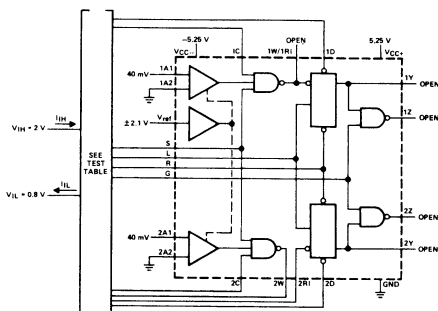 -5.25 V
VCC-
1C
OPEN
1W/1RI
1D
5.25 V
VCC+
40 mV
1A1
1A2
1Y
OPEN
1Z
OPEN
±2.1 V
Vref
IIH
VIH = 2 V
SEE
TEST
TABLE
S
L
R
G
IIL
VIL = 0.8 V
40 mV
2A1
2A2
2Z
OPEN
2Y
OPEN
2C
2W
2RI
2D
GND